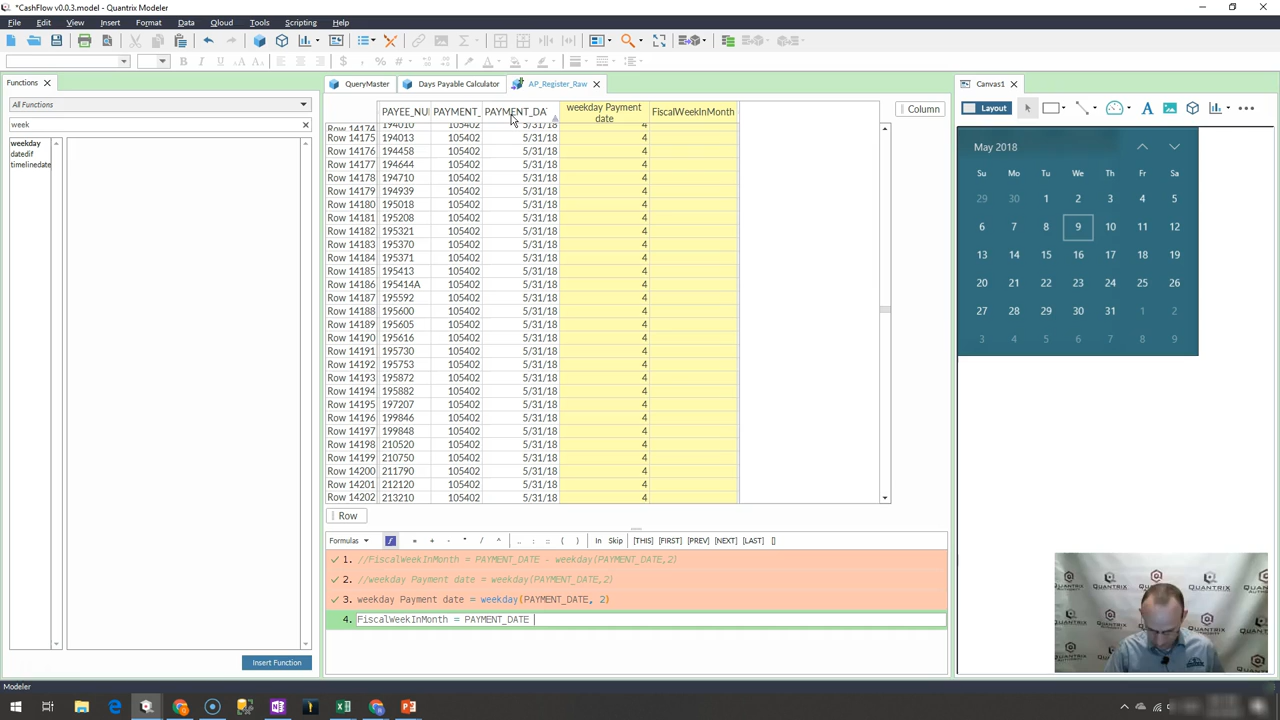 *CashFlow v0.0.3.model - Quantrix Modeler
File Edit View Insert Format Data Qloud Tools Scripting Help
Functions
All Functions
week
weekday
datedif
timelinedate
Insert Function
QueryMaster Days Payable Calculator AP_Register_Raw
PAYEE_NU PAYMENT_ PAYMENT_DA weekday Payment date FiscalWeekInMonth
Row 14174 194010 105402 5/31/18 4
Row 14175 194013 105402 5/31/18 4
Row 14176 194458 105402 5/31/18 4
Row 14177 194644 105402 5/31/18 4
Row 14178 194710 105402 5/31/18 4
Row 14179 194939 105402 5/31/18 4
Row 14180 195018 105402 5/31/18 4
Row 14181 195208 105402 5/31/18 4
Row 14182 195321 105402 5/31/18 4
Row 14183 195370 105402 5/31/18 4
Row 14184 195371 105402 5/31/18 4
Row 14185 195413 105402 5/31/18 4
Row 14186 195414A 105402 5/31/18 4
Row 14187 195592 105402 5/31/18 4
Row 14188 195600 105402 5/31/18 4
Row 14189 195605 105402 5/31/18 4
Row 14190 195616 105402 5/31/18 4
Row 14191 195730 105402 5/31/18 4
Row 14192 195753 105402 5/31/18 4
Row 14193 195872 105402 5/31/18 4
Row 14194 195882 105402 5/31/18 4
Row 14195 197207 105402 5/31/18 4
Row 14196 199846 105402 5/31/18 4
Row 14197 199848 105402 5/31/18 4
Row 14198 210520 105402 5/31/18 4
Row 14199 210750 105402 5/31/18 4
Row 14200 211790 105402 5/31/18 4
Row 14201 212120 105402 5/31/18 4
Row 14202 213210 105402 5/31/18 4
Column
Row
Formulas = + - * / ^ .. : :: ( ) In Skip [THIS] [FIRST] [PREV] [NEXT] [LAST] []
1. //FiscalWeekInMonth = PAYMENT_DATE - weekday(PAYMENT_DATE,2)
2. //weekday Payment date = weekday(PAYMENT_DATE,2)
3. weekday Payment date = weekday(PAYMENT_DATE, 2)
4. FiscalWeekInMonth = PAYMENT_DATE
Canvas1
Layout
May 2018
Su Mo Tu We Th Fr Sa
29 30 1 2 3 4 5
6 7 8 9 10 11 12
13 14 15 16 17 18 19
20 21 22 23 24 25 26
27 28 29 30 31 1 2
3 4 5 6 7 8 9
Modeler